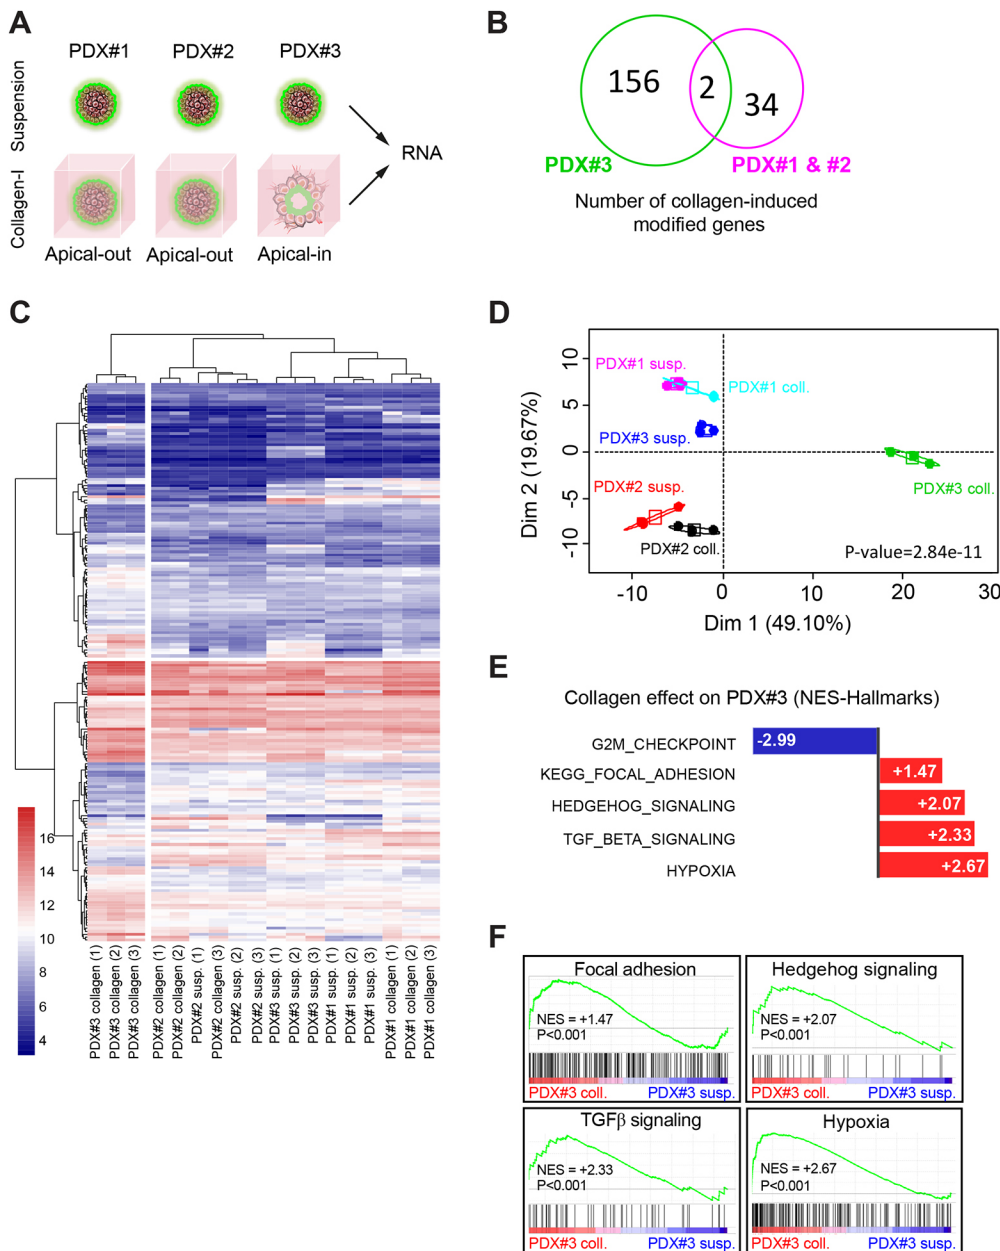 A
PDX#1
PDX#2
PDX#3
Suspension
Collagen-I
RNA
Apical-out
Apical-out
Apical-in
B
156
2
34
PDX#3
PDX#1 & #2
Number of collagen-induced
modified genes
C
16
14
12
10
8
6
4
PDX#3 collagen (1)
PDX#3 collagen (2)
PDX#3 collagen (3)
PDX#2 collagen (1)
PDX#2 collagen (2)
PDX#2 susp. (1)
PDX#2 collagen (3)
PDX#2 susp. (2)
PDX#2 susp. (3)
PDX#3 susp. (1)
PDX#3 susp. (2)
PDX#3 susp. (3)
PDX#1 susp. (1)
PDX#1 susp. (2)
PDX#1 susp. (3)
PDX#1 collagen (1)
PDX#1 collagen (2)
PDX#1 collagen (3)
D
Dim 2 (19.67%)
10
5
0
-5
-10
PDX#1 susp.
PDX#1 coll.
PDX#3 susp.
PDX#2 susp.
PDX#3 coll.
PDX#2 coll.
P-value=2.84e-11
-10
0
10
20
30
Dim 1 (49.10%)
E
Collagen effect on PDX#3 (NES-Hallmarks)
G2M_CHECKPOINT
-2.99
KEGG_FOCAL_ADHESION
+1.47
HEDGEHOG_SIGNALING
+2.07
TGF_BETA_SIGNALING
+2.33
HYPOXIA
+2.67
F
Focal adhesion
NES = +1.47
P<0.001
PDX#3 coll.
PDX#3 susp.
Hedgehog signaling
NES = +2.07
P<0.001
PDX#3 coll.
PDX#3 susp.
TGFβ signaling
NES = +2.33
P<0.001
PDX#3 coll.
PDX#3 susp.
Hypoxia
NES = +2.67
P<0.001
PDX#3 coll.
PDX#3 susp.